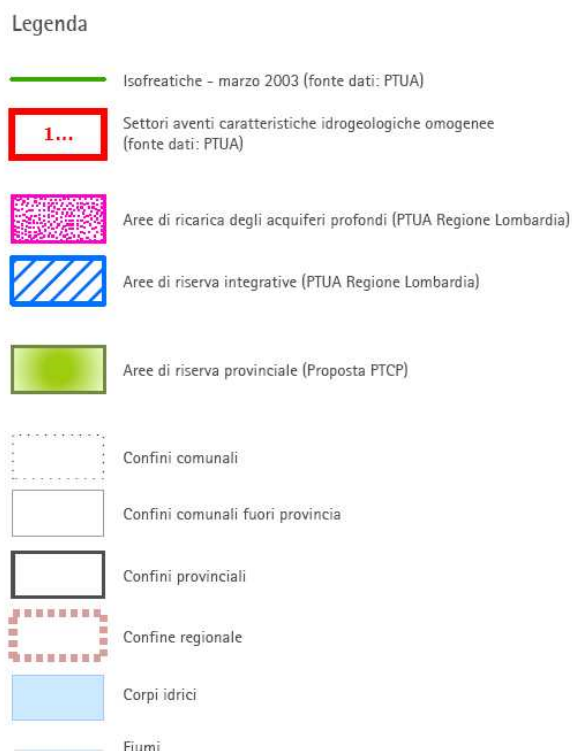 Legenda
Isofreatiche - marzo 2003 (fonte dati: PTUA)
1...
Settori aventi caratteristiche idrogeologiche omogenee
(fonte dati: PTUA)
Aree di ricarica degli acquiferi profondi (PTUA Regione Lombardia)
Aree di riserva integrative (PTUA Regione Lombardia)
Aree di riserva provinciale (Proposta PTCP)
Confini comunali
Confini comunali fuori provincia
Confini provinciali
Confine regionale
Corpi idrici
Fiumi